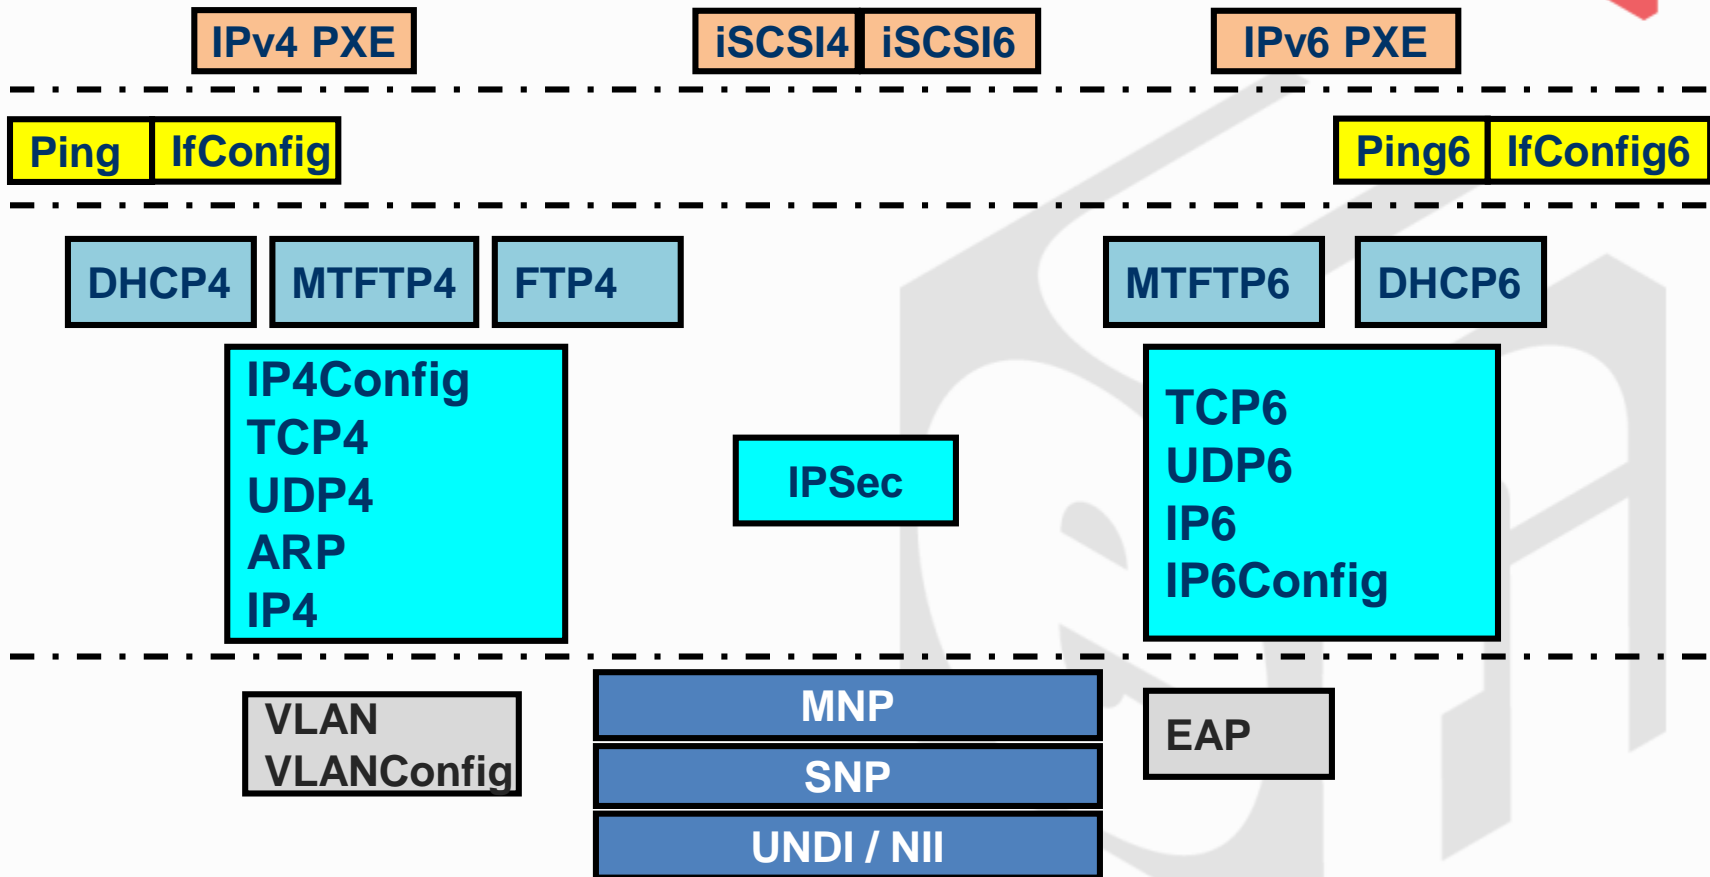 IPv4 PXE
iSCSI4
iSCSI6
IPv6 PXE
Ping
IfConfig
Ping6
IfConfig6
DHCP4
MTFTP4
FTP4
MTFTP6
DHCP6
IP4Config
TCP4
UDP4
ARP
IP4
IPSec
TCP6
UDP6
IP6
IP6Config
VLAN
VLANConfig
MNP
SNP
UNDI / NII
EAP